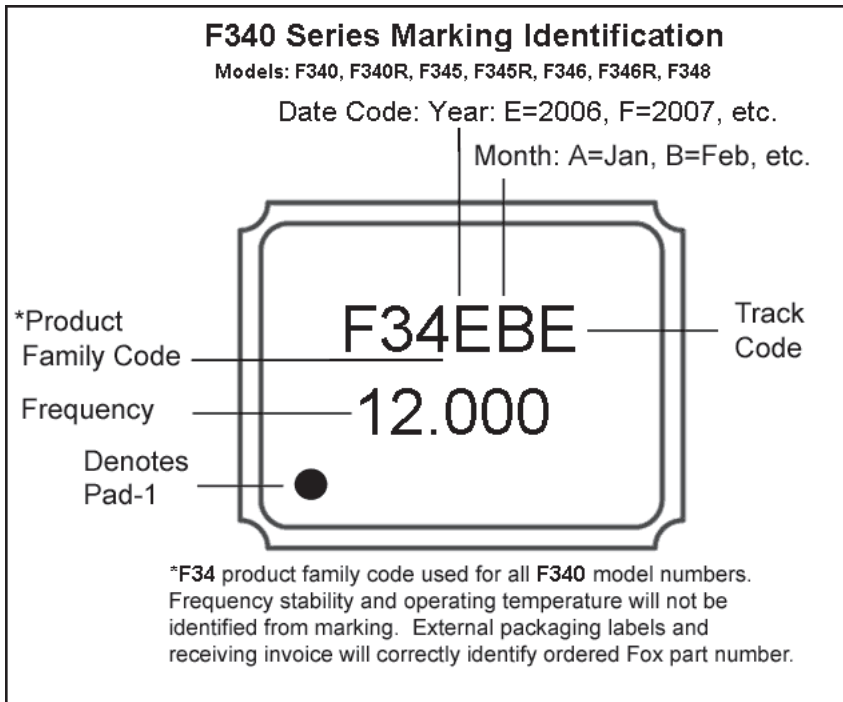 F340 Series Marking Identification
Models: F340, F340R, F345, F345R, F346, F346R, F348
Date Code: Year: E=2006, F=2007, etc.
Month: A=Jan, B=Feb, etc.
*Product
Family Code
F34EBE
Track
Code
Frequency
12.000
Denotes
Pad-1
*F34 product family code used for all F340 model numbers.
Frequency stability and operating temperature will not be
identified from marking. External packaging labels and
receiving invoice will correctly identify ordered Fox part number.